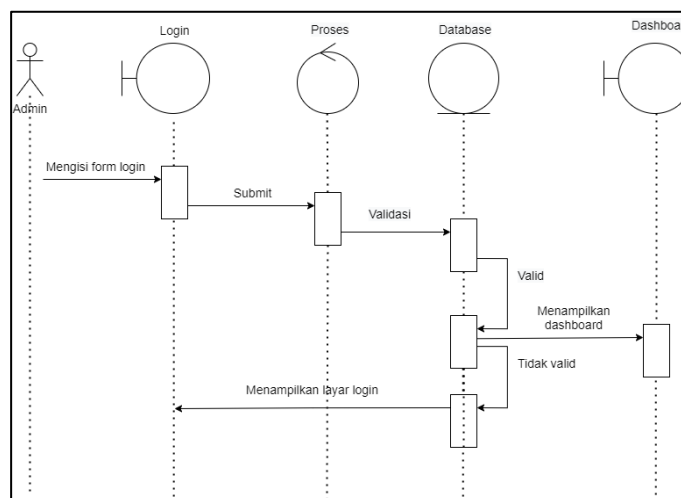 Login
Proses
Database
Dashboa
Admin
Mengisi form login
Submit
Validasi
Valid
Menampilkan
dashboard
Tidak valid
Menampilkan layar login